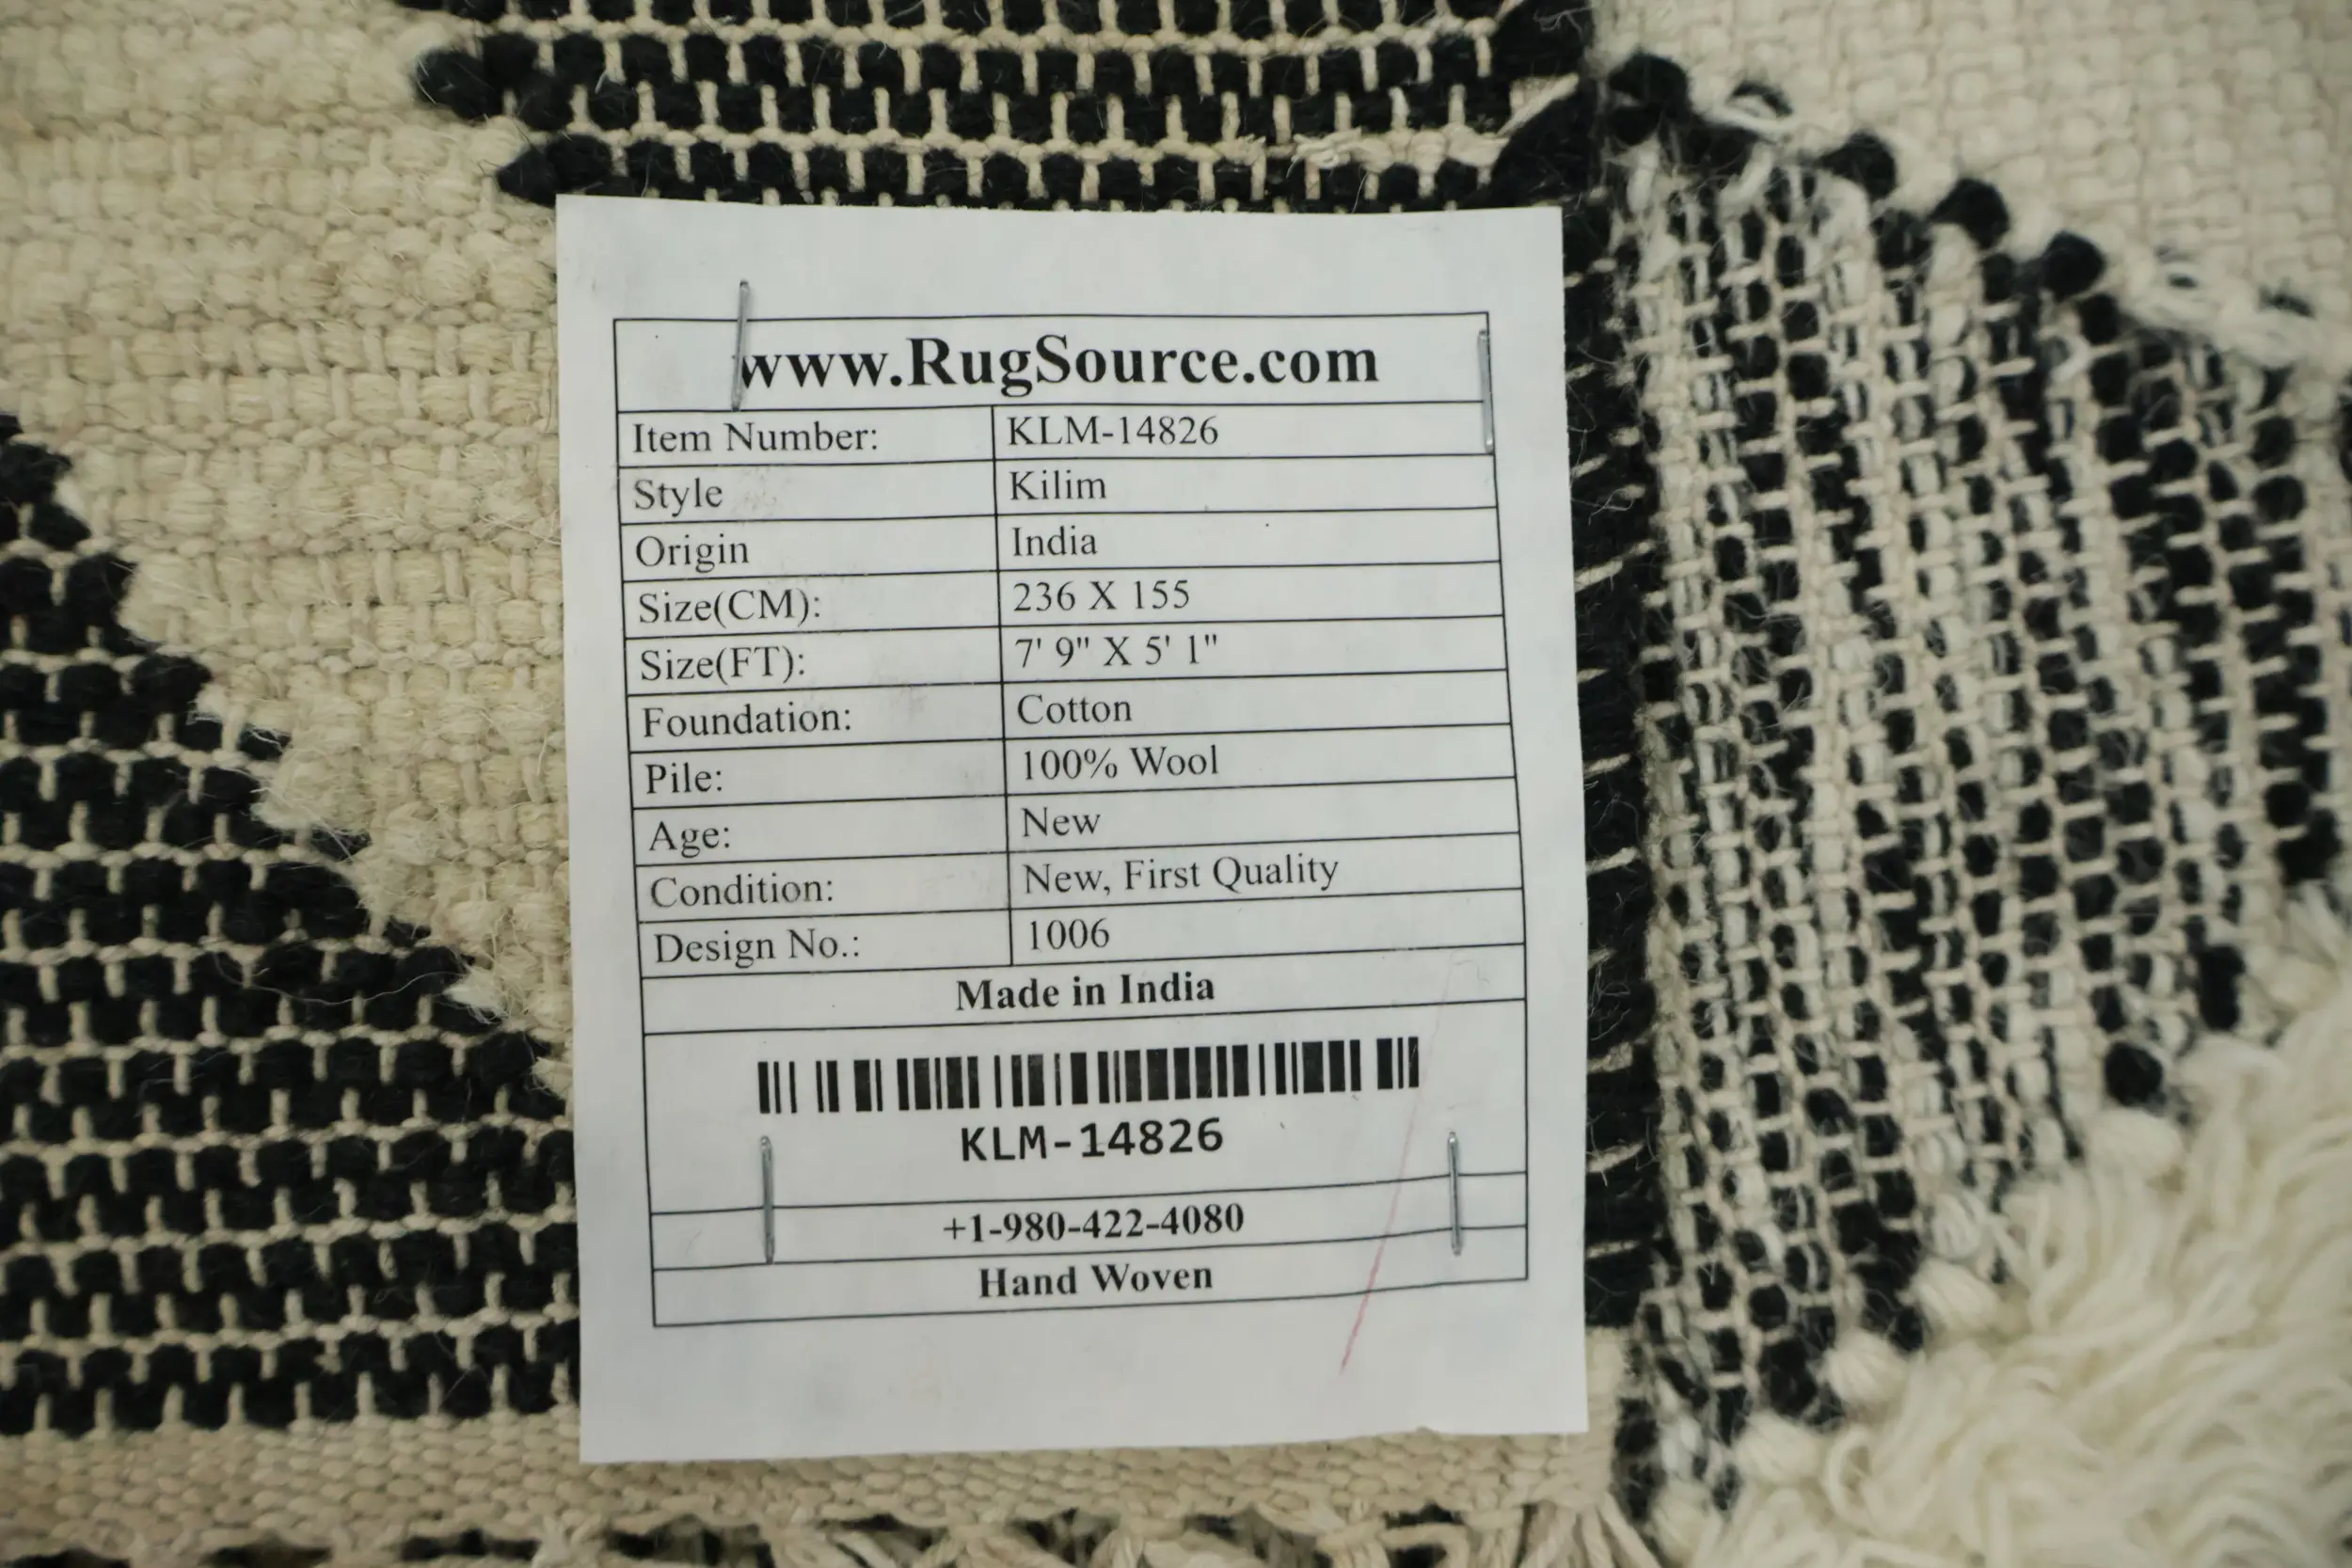 www.RugSource.com
Item Number: KLM-14826
Style Kilim
Origin India
Size(CM): 236 X 155
Size(FT): 7' 9" X 5' 1"
Foundation: Cotton
Pile: 100% Wool
Age: New
Condition: New, First Quality
Design No.: 1006
Made in India
KLM-14826
+1-980-422-4080
Hand Woven